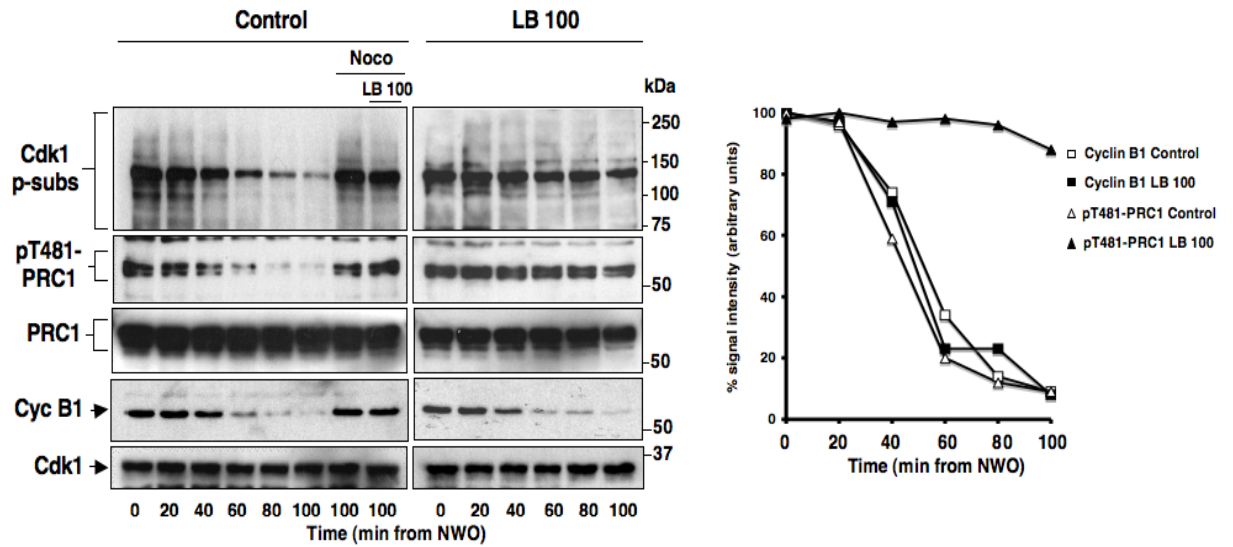 Control
LB 100
Noco
LB 100
kDa
Cdk1
p-subs
250
150
100
75
pT481-
PRC1
50
PRC1
50
Cyc B1
50
Cdk1
37
0 20 40 60 80 100 100 100
0 20 40 60 80 100
Time (min from NWO)
% signal intensity (arbitrary units)
100
80
60
40
20
0
0 20 40 60 80 100
Time (min from NWO)
Cyclin B1 Control
Cyclin B1 LB 100
pT481-PRC1 Control
pT481-PRC1 LB 100